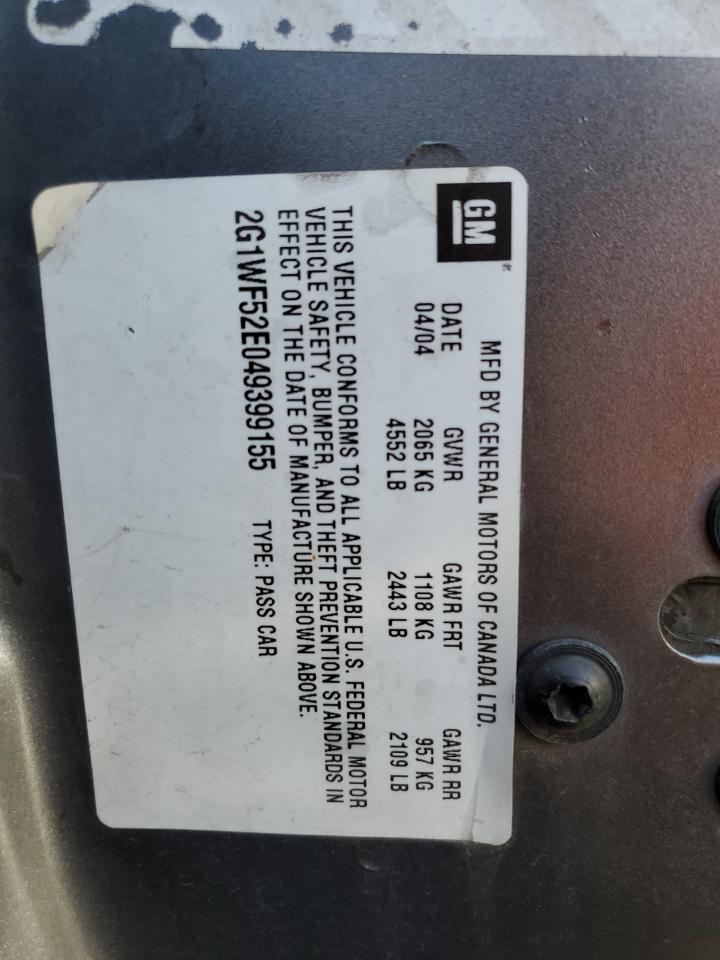 GM®
MFD BY GENERAL MOTORS OF CANADA LTD.
DATE GVWR GAWR FRT GAWR RR
04/04 2065 KG 1108 KG 957 KG
4552 LB 2443 LB 2109 LB
THIS VEHICLE CONFORMS TO ALL APPLICABLE U.S. FEDERAL MOTOR
VEHICLE SAFETY, BUMPER, AND THEFT PREVENTION STANDARDS IN
EFFECT ON THE DATE OF MANUFACTURE SHOWN ABOVE.
2G1WF52E049399155 TYPE: PASS CAR